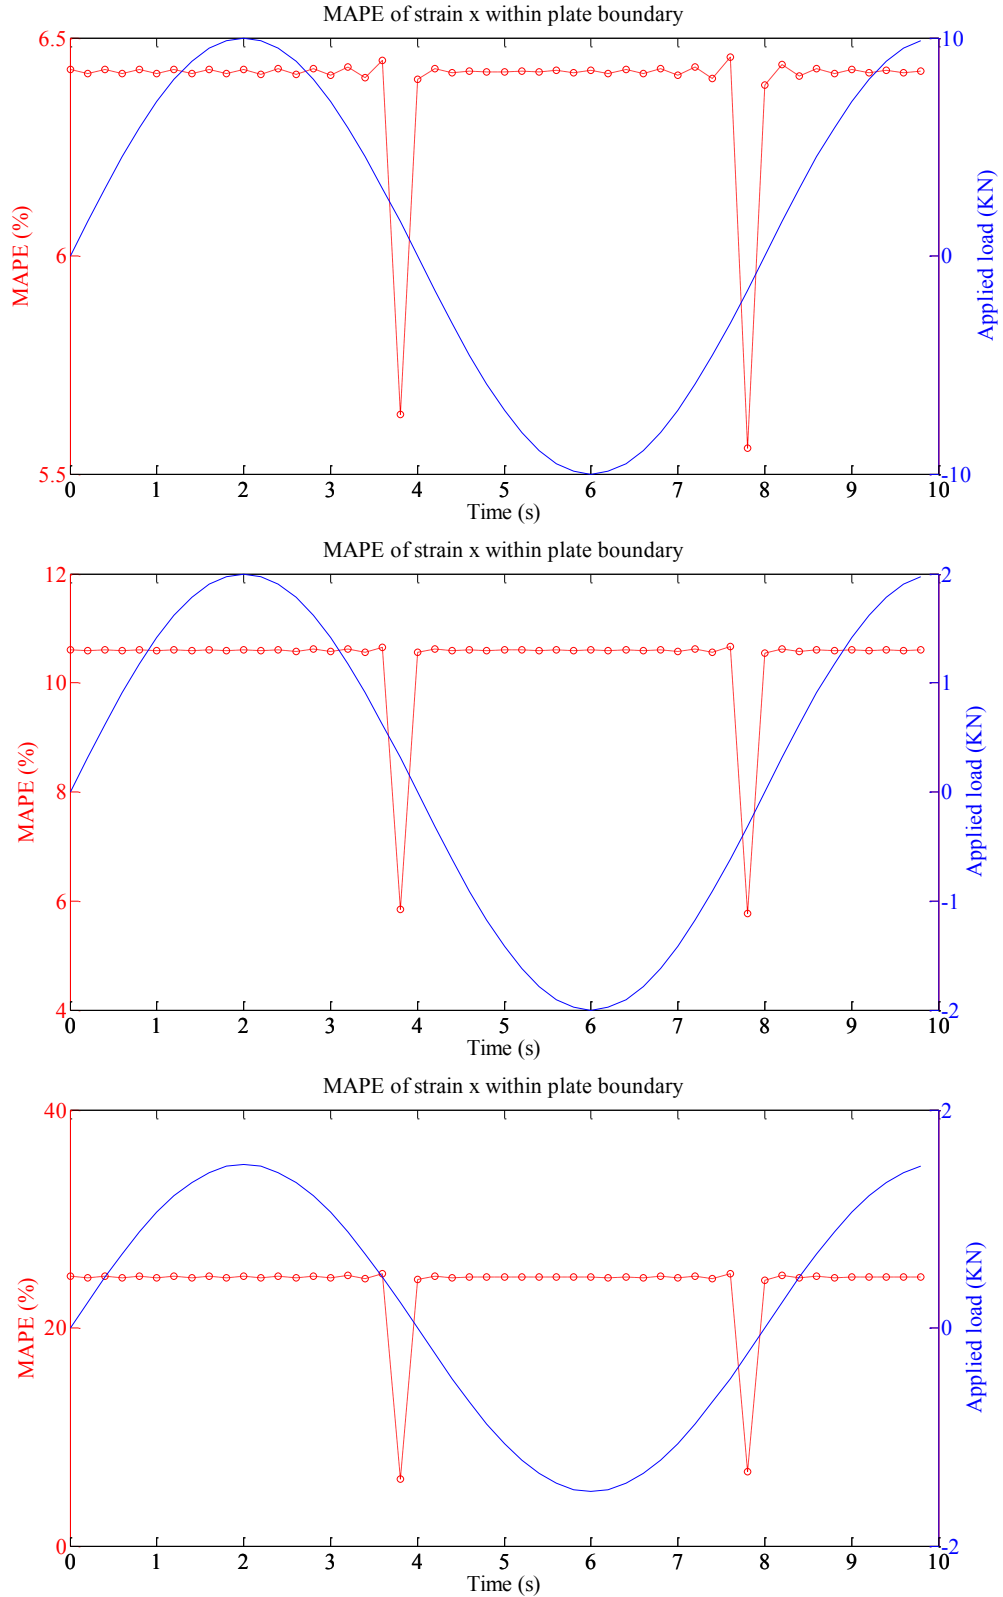 MAPE of strain x within plate boundary
6.5
6
5.5
MAPE (%)
10
0
-10
Applied load (KN)
0 1 2 3 4 5 6 7 8 9 10
Time (s)
MAPE of strain x within plate boundary
12
10
8
6
4
MAPE (%)
2
1
0
-1
-2
Applied load (KN)
0 1 2 3 4 5 6 7 8 9 10
Time (s)
MAPE of strain x within plate boundary
40
20
0
MAPE (%)
2
0
-2
Applied load (KN)
0 1 2 3 4 5 6 7 8 9 10
Time (s)